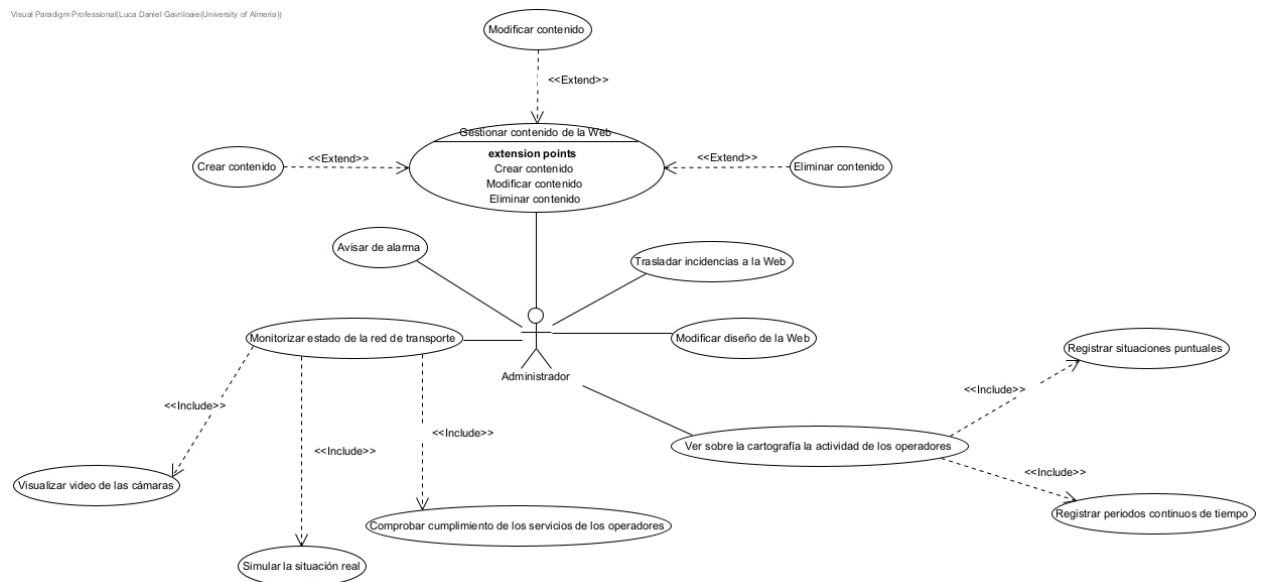 Visual Paradigm Professional(Luca Daniel Gavriloaie(University of Almeria))
Modificar contenido
<<Extend>>
Gestionar contenido de la Web
extension points
Crear contenido
Modificar contenido
Eliminar contenido
Crear contenido
<<Extend>>
<<Extend>>
Eliminar contenido
Avisar de alarma
Trasladar incidencias a la Web
Monitorizar estado de la red de transporte
Modificar diseño de la Web
Administrador
Registrar situaciones puntuales
<<Include>>
<<Include>>
<<Include>>
<<Include>>
Ver sobre la cartografía la actividad de los operadores
<<Include>>
Visualizar video de las cámaras
Comprobar cumplimiento de los servicios de los operadores
Registrar periodos continuos de tiempo
Simular la situación real